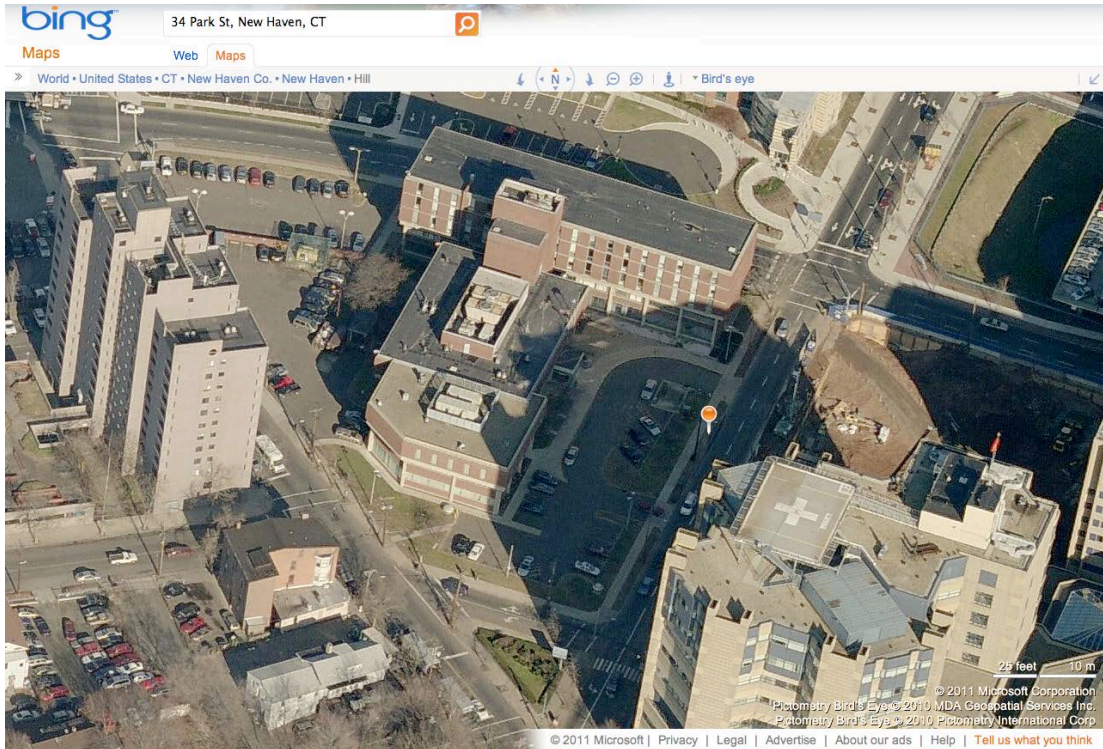 bing
34 Park St, New Haven, CT
Maps
Web Maps
» World • United States • CT • New Haven Co. • New Haven • Hill
N
Bird's eye
25 feet 10 m
© 2011 Microsoft Corporation
Pictometry Bird's Eye © 2010 MDA Geospatial Services Inc.
Pictometry Bird's Eye © 2010 Pictometry International Corp
© 2011 Microsoft | Privacy | Legal | Advertise | About our ads | Help | Tell us what you think